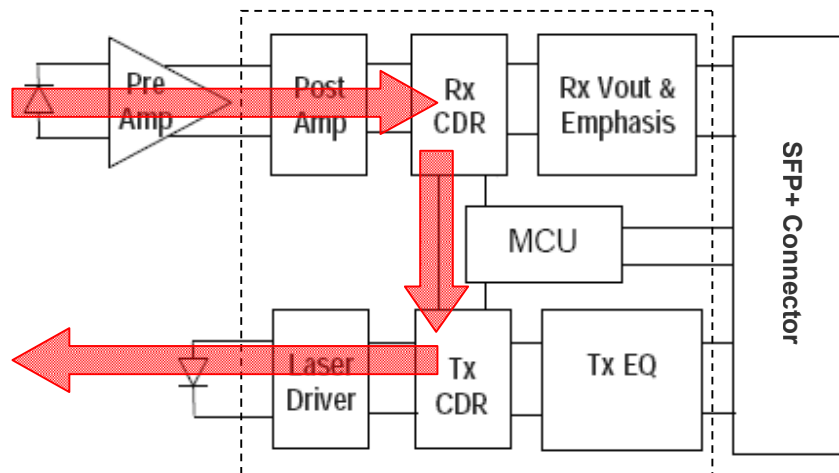 Pre
Amp
Post
Amp
Rx
CDR
Rx Vout &
Emphasis
SFP+ Connector
MCU
Laser
Driver
Tx
CDR
Tx EQ